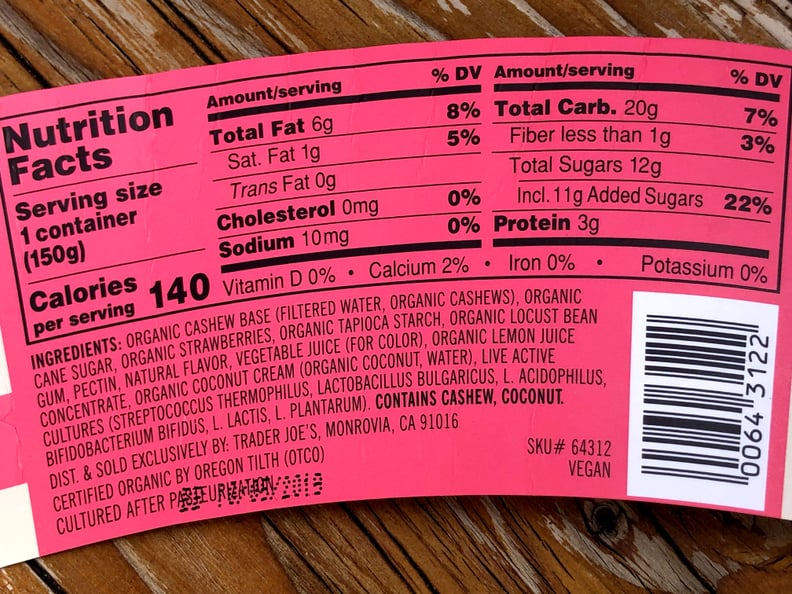 Nutrition
Facts
Serving size
1 container
(150g)
Calories
per serving 140
Amount/serving % DV
Total Fat 6g 8%
Sat. Fat 1g 5%
Trans Fat 0g
Cholesterol 0mg 0%
Sodium 10mg 0%
Amount/serving % DV
Total Carb. 20g 7%
Fiber less than 1g 3%
Total Sugars 12g
Incl. 11g Added Sugars 22%
Protein 3g
Vitamin D 0% • Calcium 2% • Iron 0% • Potassium 0%
INGREDIENTS: ORGANIC CASHEW BASE (FILTERED WATER, ORGANIC CASHEWS), ORGANIC
CANE SUGAR, ORGANIC STRAWBERRIES, ORGANIC TAPIOCA STARCH, ORGANIC LOCUST BEAN
GUM, PECTIN, NATURAL FLAVOR, VEGETABLE JUICE (FOR COLOR), ORGANIC LEMON JUICE
CONCENTRATE, ORGANIC COCONUT CREAM (ORGANIC COCONUT, WATER), LIVE ACTIVE
CULTURES (STREPTOCOCCUS THERMOPHILUS, LACTOBACILLUS BULGARICUS, L. ACIDOPHILUS,
BIFIDOBACTERIUM BIFIDUS, L. LACTIS, L. PLANTARUM). CONTAINS CASHEW, COCONUT.
DIST. & SOLD EXCLUSIVELY BY: TRADER JOE'S, MONROVIA, CA 91016
CERTIFIED ORGANIC BY OREGON TILTH (OTCO)
CULTURED AFTER PASTEURIZATION
SKU# 64312
VEGAN
0064 3122